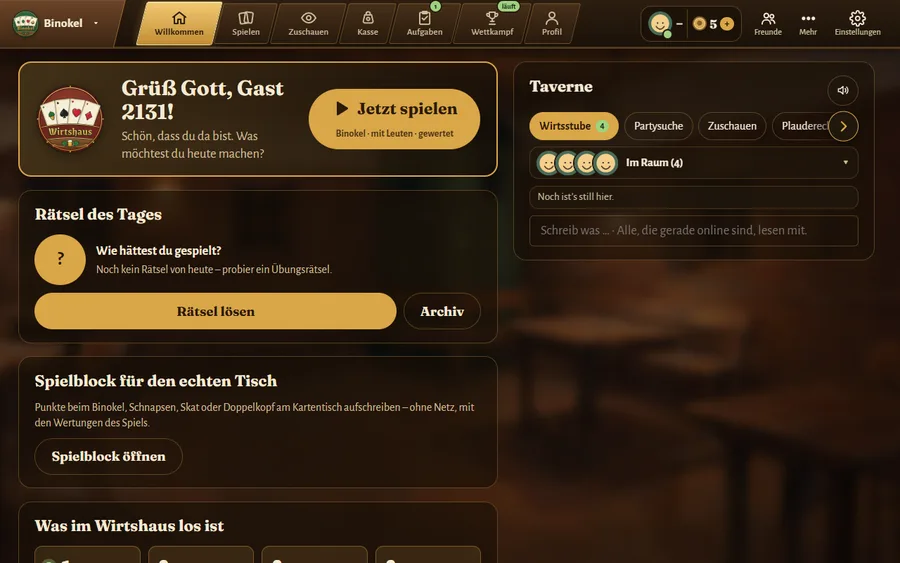 Binokel
Willkommen
Spielen
Zuschauen
Kasse
1
Aufgaben
läuft
Wettkampf
Profil
–
5
+
Freunde
Mehr
Einstellungen
Wirtshaus
Grüß Gott, Gast
2131!
Schön, dass du da bist. Was
möchtest du heute machen?
Jetzt spielen
Binokel · mit Leuten · gewertet
Rätsel des Tages
?
Wie hättest du gespielt?
Noch kein Rätsel von heute – probier ein Übungsrätsel.
Rätsel lösen
Archiv
Spielblock für den echten Tisch
Punkte beim Binokel, Schnapsen, Skat oder Doppelkopf am Kartentisch aufschreiben – ohne Netz, mit
den Wertungen des Spiels.
Spielblock öffnen
Was im Wirtshaus los ist
Taverne
Wirtsstube 4
Partysuche
Zuschauen
Plauderec
Im Raum (4)
Noch ist's still hier.
Schreib was … · Alle, die gerade online sind, lesen mit.